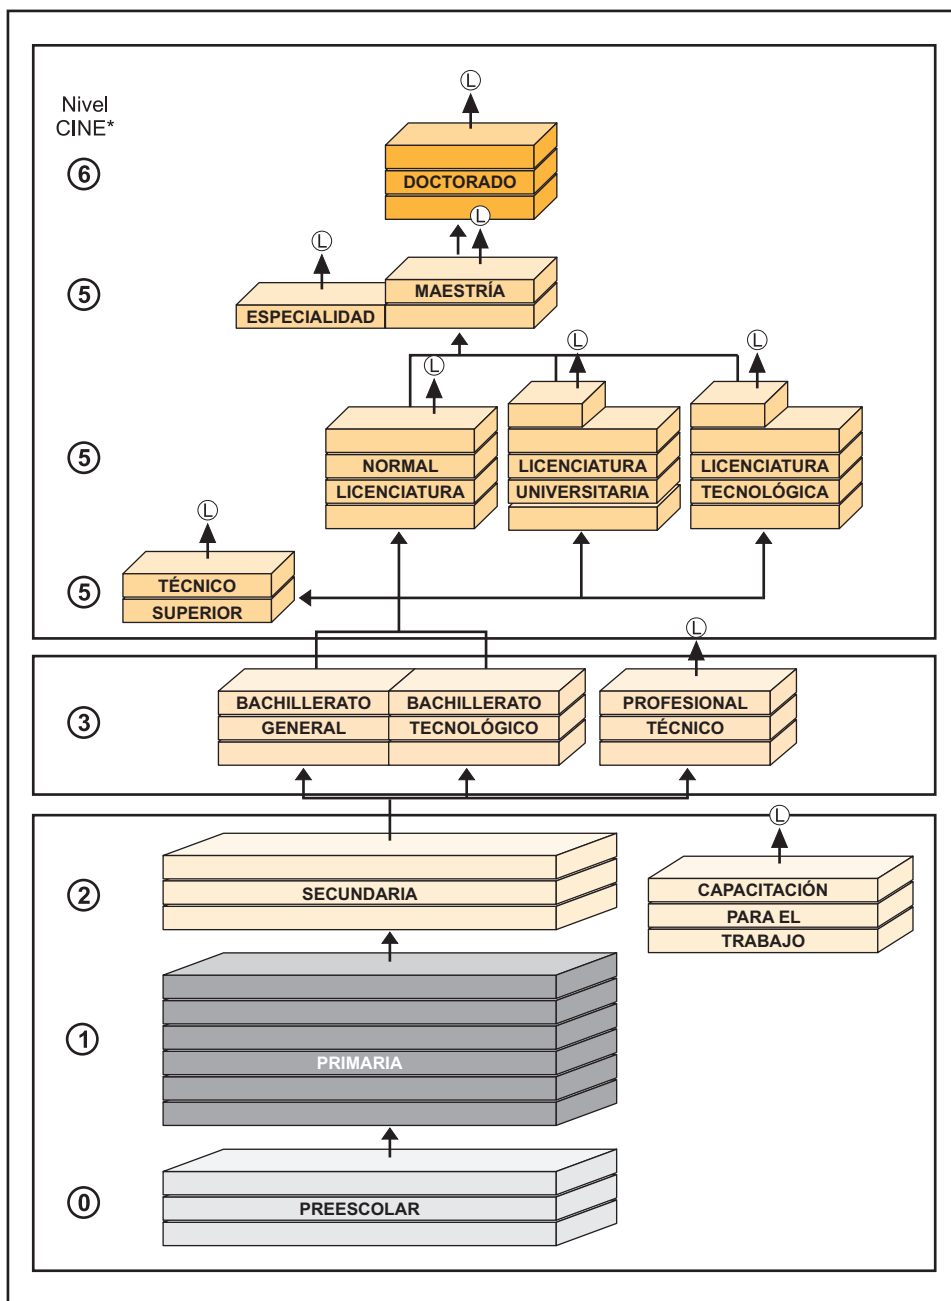 Nivel
CINE*
Ⓛ
⑥
DOCTORADO
Ⓛ
Ⓛ
⑤
MAESTRÍA
ESPECIALIDAD
Ⓛ
Ⓛ
Ⓛ
⑤
NORMAL
LICENCIATURA
LICENCIATURA
UNIVERSITARIA
LICENCIATURA
TECNOLÓGICA
Ⓛ
⑤
TÉCNICO
SUPERIOR
Ⓛ
③
BACHILLERATO
GENERAL
BACHILLERATO
TECNOLÓGICO
PROFESIONAL
TÉCNICO
②
SECUNDARIA
Ⓛ
CAPACITACIÓN
PARA EL
TRABAJO
①
PRIMARIA
⓪
PREESCOLAR